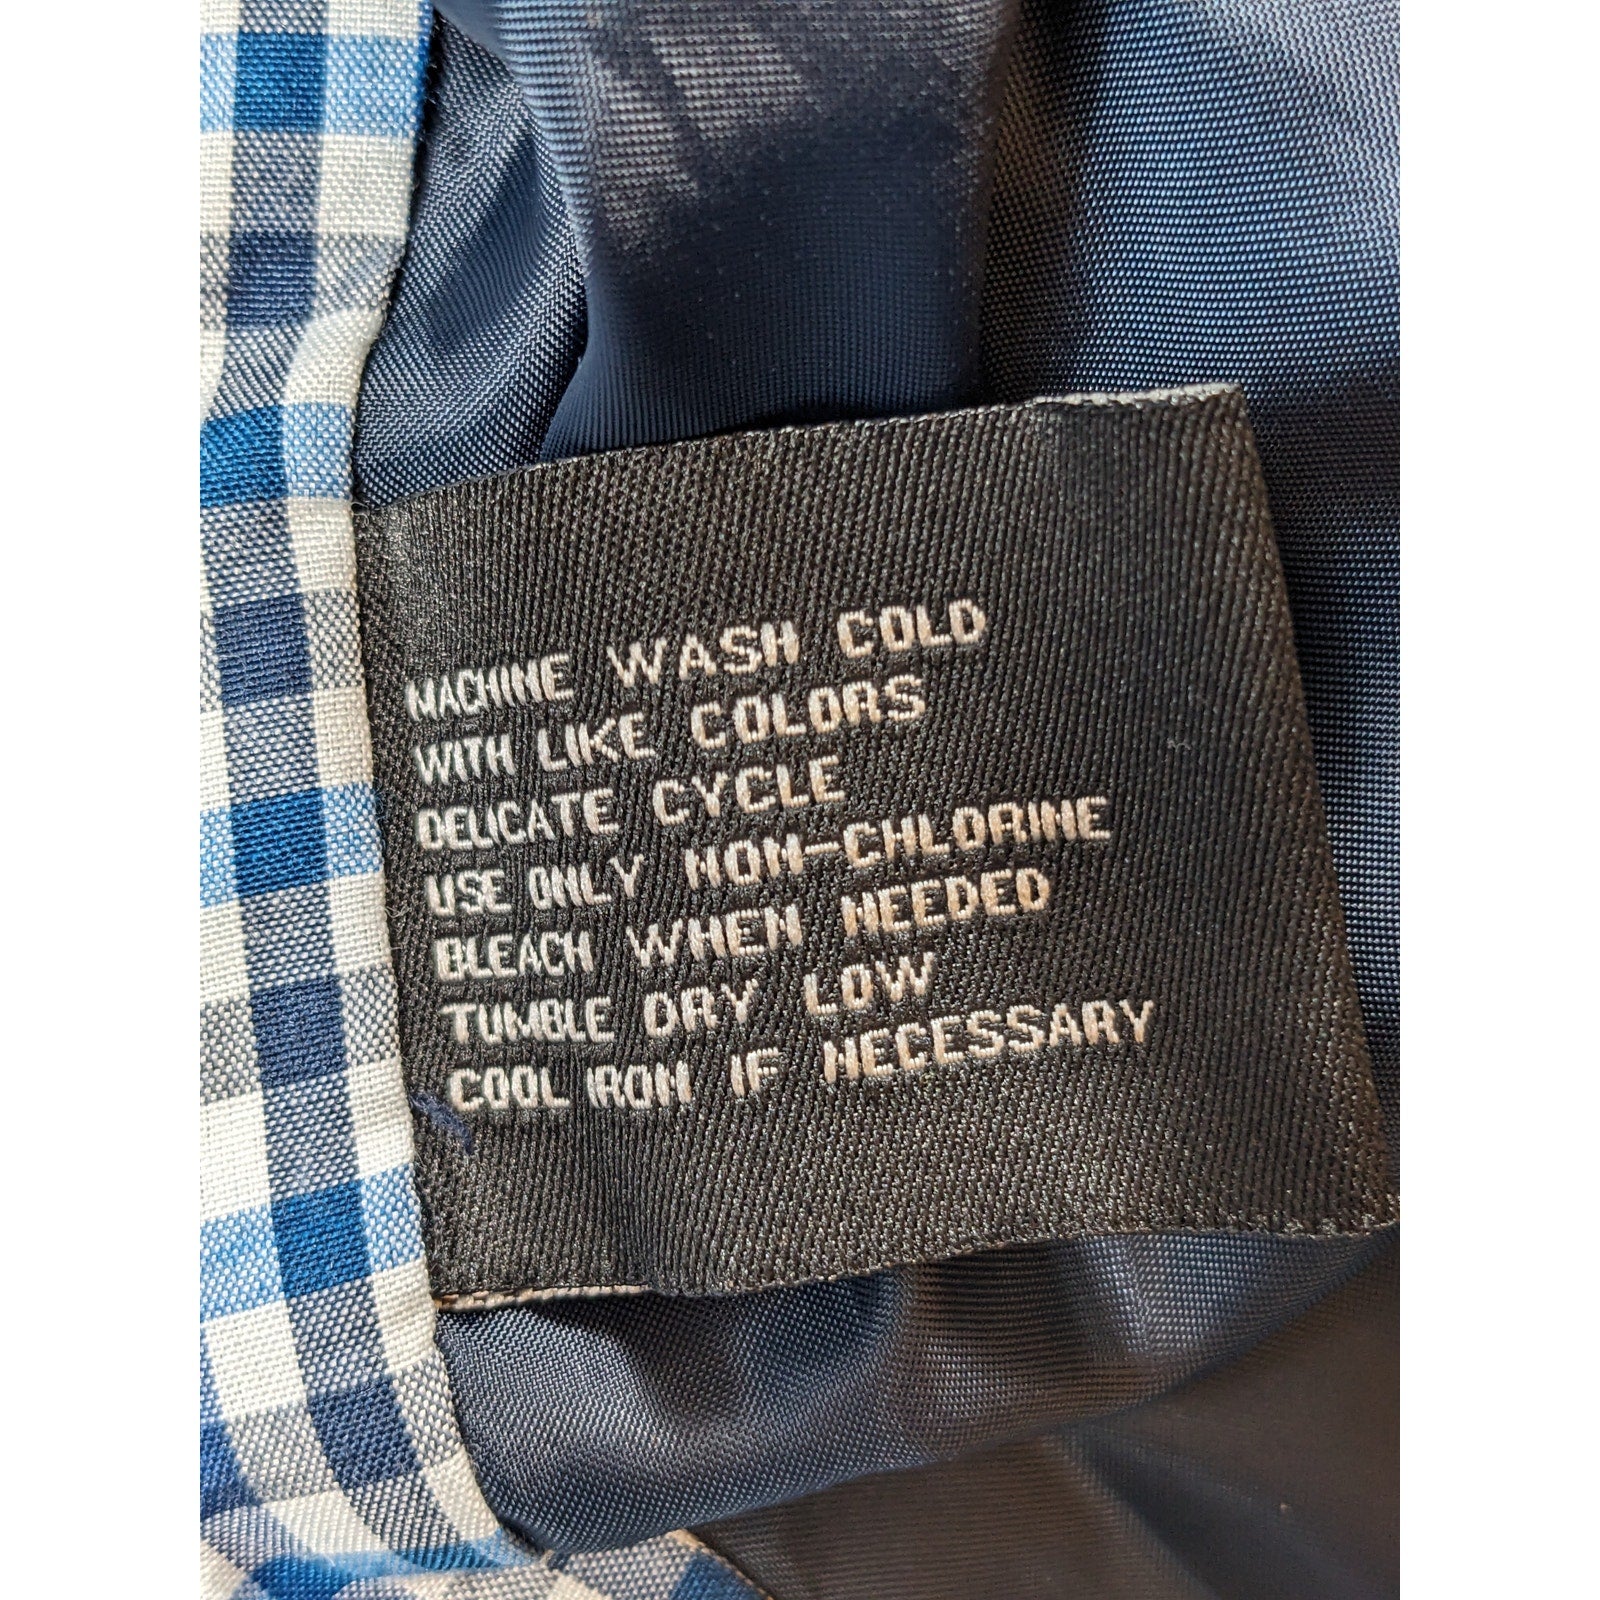 MACHINE WASH COLD
WITH LIKE COLORS
DELICATE CYCLE
USE ONLY NON-CHLORINE
BLEACH WHEN NEEDED
TUMBLE DRY LOW
COOL IRON IF NECESSARY